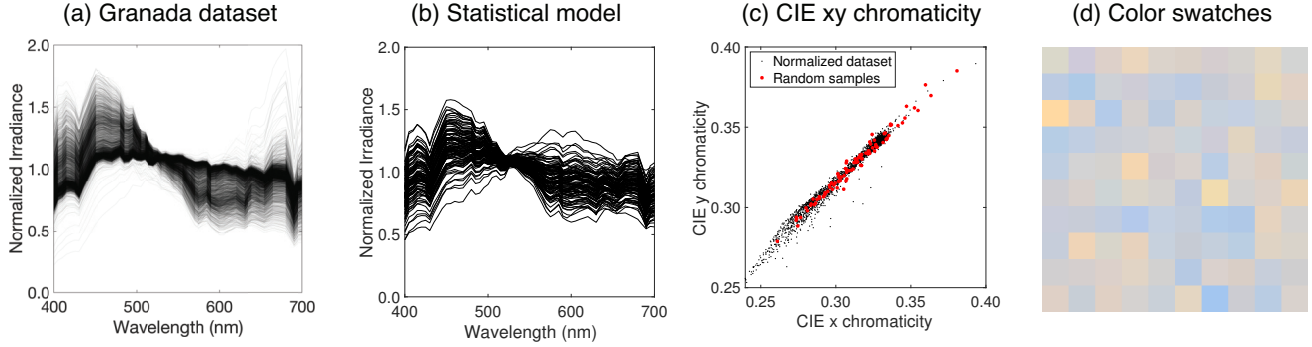 (a) Granada dataset
(b) Statistical model
(c) CIE xy chromaticity
(d) Color swatches
Normalized Irradiance
2.0
1.5
1.0
0.5
0.0
400
500
600
700
Wavelength (nm)
Normalized Irradiance
2.0
1.5
1.0
0.5
0.0
400
500
600
700
Wavelength (nm)
CIE y chromaticity
0.40
0.35
0.30
0.25
Normalized dataset
Random samples
0.25
0.30
0.35
0.40
CIE x chromaticity